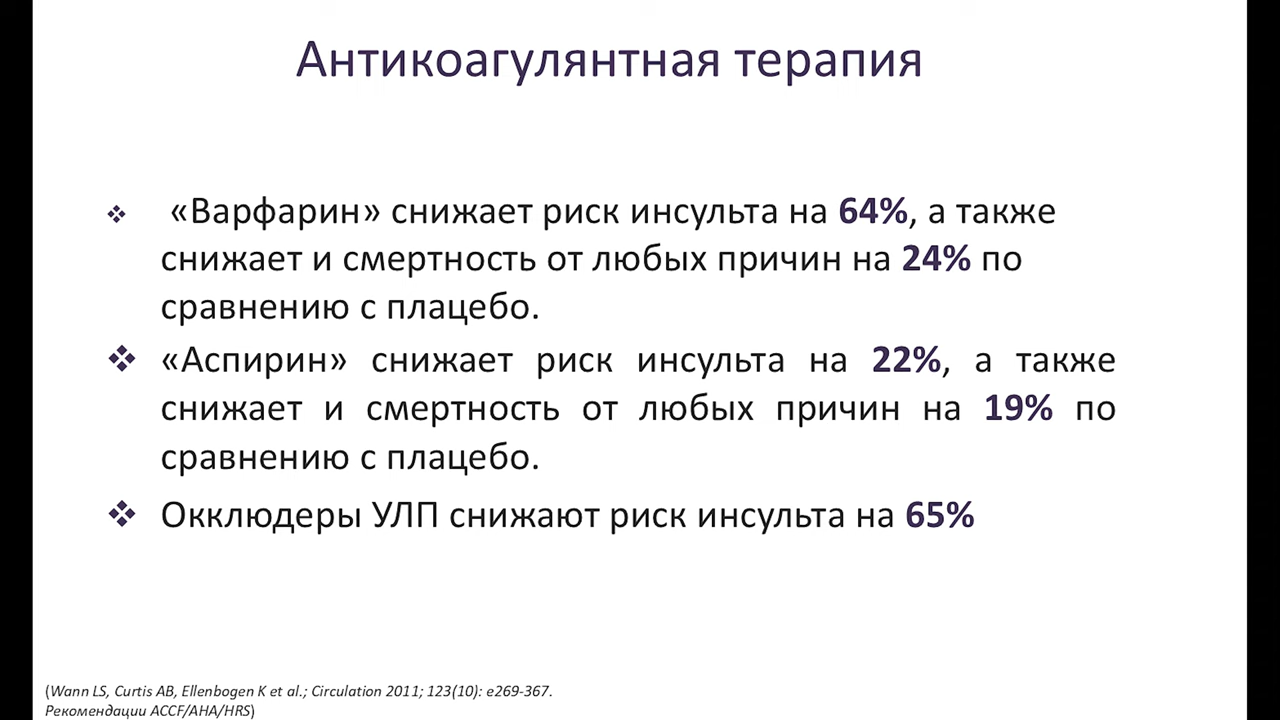 Антикоагулянтная терапия
❖ «Варфарин» снижает риск инсульта на 64%, а также
снижает и смертность от любых причин на 24% по
сравнению с плацебо.
❖ «Аспирин» снижает риск инсульта на 22%, а также
снижает и смертность от любых причин на 19% по
сравнению с плацебо.
❖ Окклюдеры УЛП снижают риск инсульта на 65%
(Wann LS, Curtis AB, Ellenbogen K et al.; Circulation 2011; 123(10): e269-367.
Рекомендации ACCF/AHA/HRS)